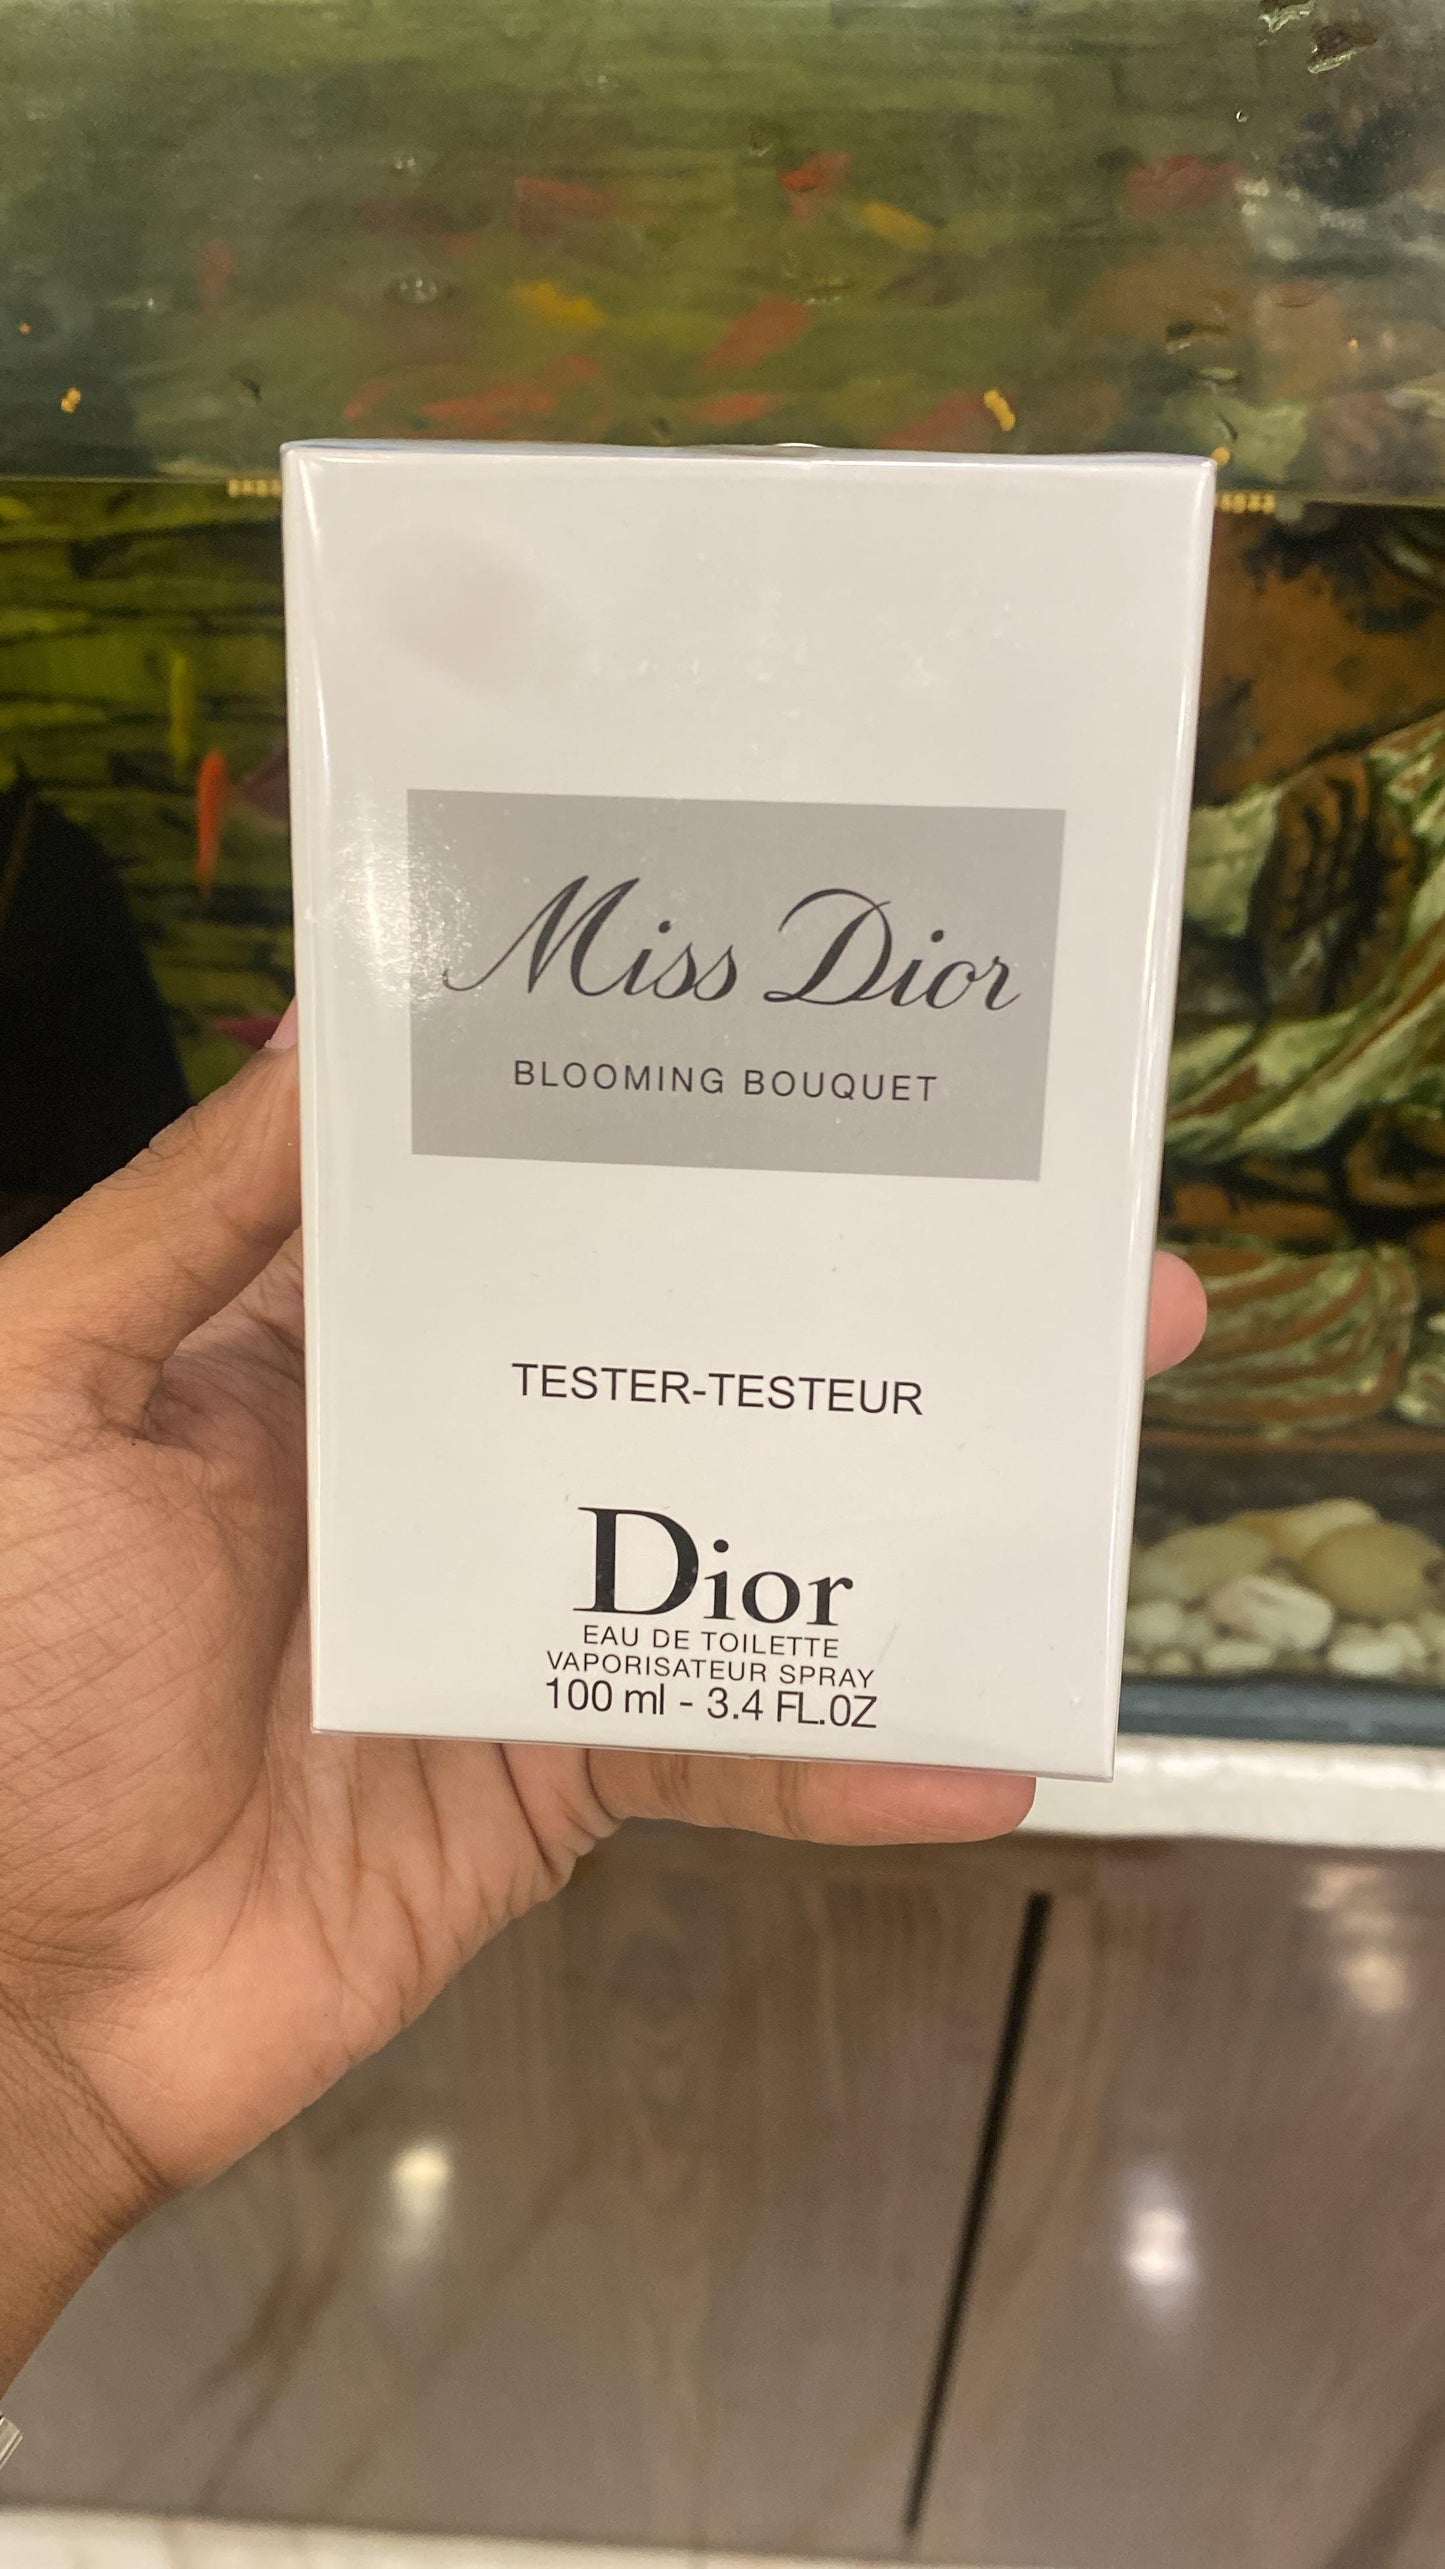 Miss Dior
BLOOMING BOUQUET
TESTER-TESTEUR
Dior
EAU DE TOILETTE
VAPORISATEUR SPRAY
100 ml - 3.4 FL.OZ